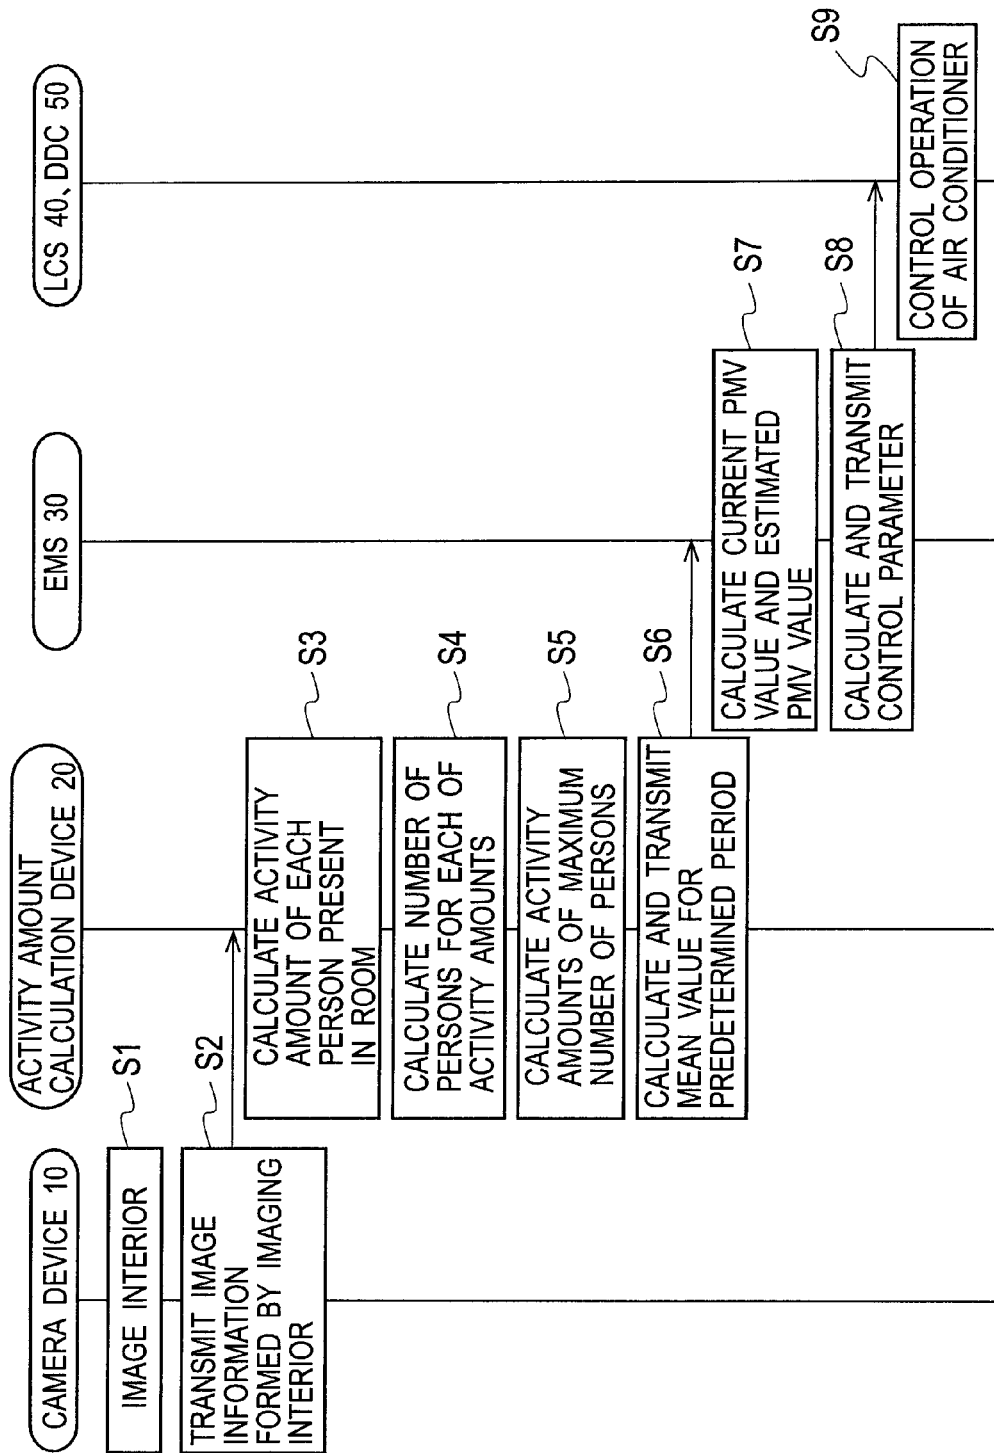 CAMERA DEVICE 10
ACTIVITY AMOUNT
CALCULATION DEVICE 20
EMS 30
LCS 40、DDC 50
S1
IMAGE INTERIOR
S2
TRANSMIT IMAGE
INFORMATION
FORMED BY IMAGING
INTERIOR
S3
CALCULATE ACTIVITY
AMOUNT OF EACH
PERSON PRESENT
IN ROOM
S4
CALCULATE NUMBER OF
PERSONS FOR EACH OF
ACTIVITY AMOUNTS
S5
CALCULATE ACTIVITY
AMOUNTS OF MAXIMUM
NUMBER OF PERSONS
S6
CALCULATE AND TRANSMIT
MEAN VALUE FOR
PREDETERMINED PERIOD
S7
CALCULATE CURRENT PMV
VALUE AND ESTIMATED
PMV VALUE
S8
CALCULATE AND TRANSMIT
CONTROL PARAMETER
S9
CONTROL OPERATION
OF AIR CONDITIONER